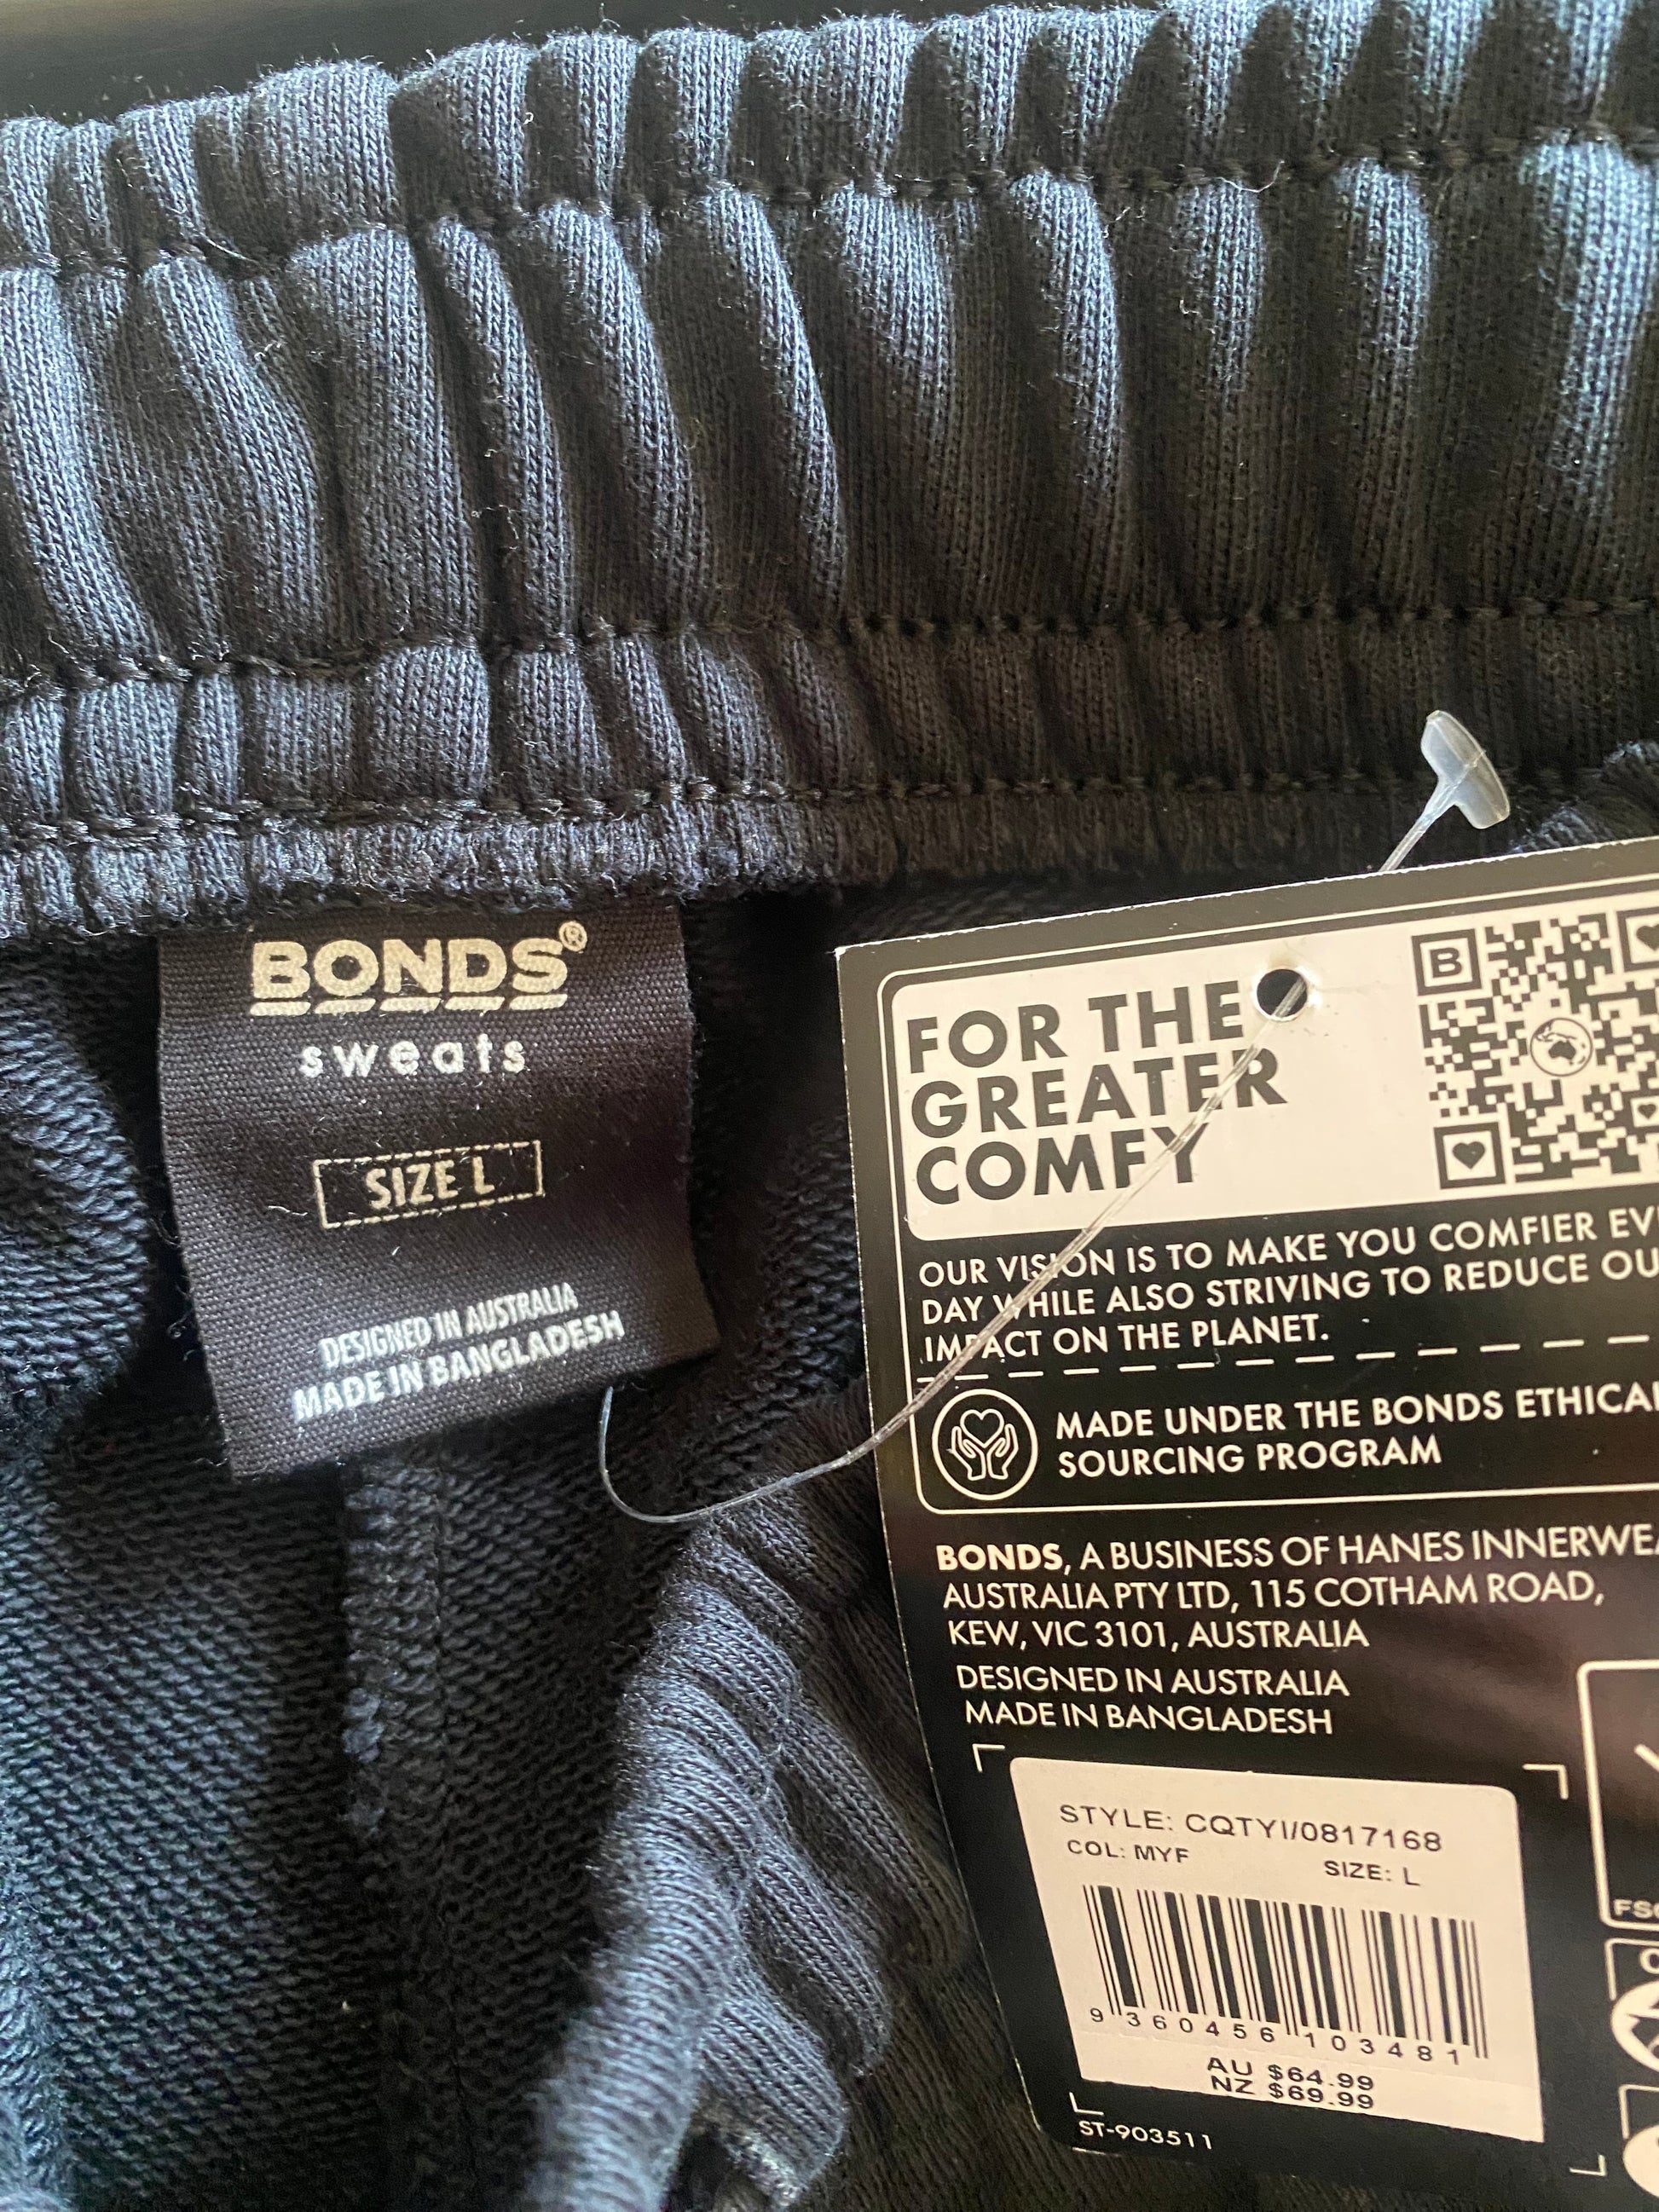 BONDS®
sweats
SIZE L
DESIGNED IN AUSTRALIA
MADE IN BANGLADESH
B
FOR THE
GREATER
COMFY
OUR VISION IS TO MAKE YOU COMFIER EV
DAY WHILE ALSO STRIVING TO REDUCE OU
IMPACT ON THE PLANET.
MADE UNDER THE BONDS ETHICAL
SOURCING PROGRAM
BONDS, A BUSINESS OF HANES INNERWEA
AUSTRALIA PTY LTD, 115 COTHAM ROAD,
KEW, VIC 3101, AUSTRALIA
DESIGNED IN AUSTRALIA
MADE IN BANGLADESH
STYLE: CQTYI/0817168
COL: MYF SIZE: L
9 360456 103481
AU $64.99
NZ $69.99
ST-903511
FSC